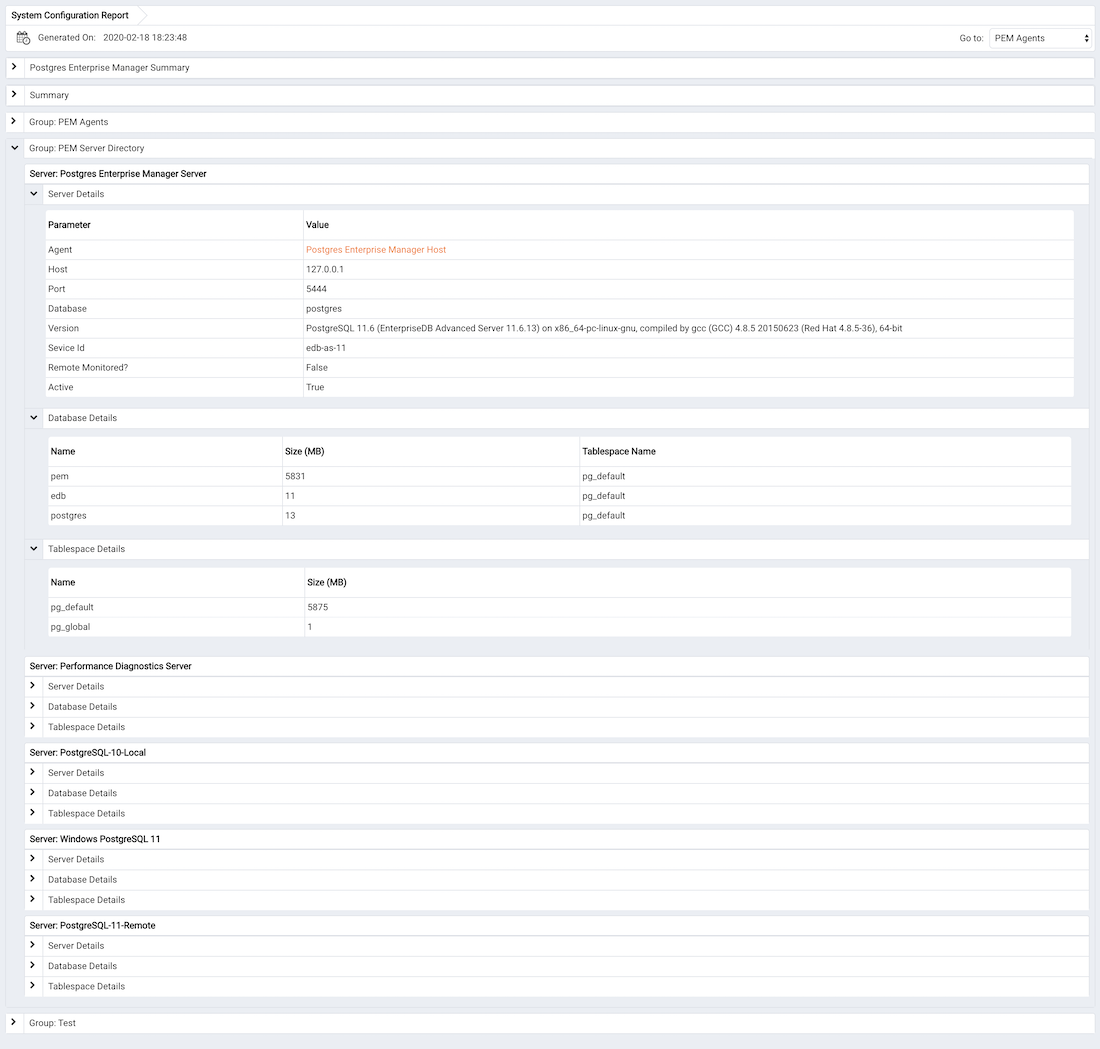 System Configuration Report
Generated On: 2020-02-18 18:23:48 Go to: PEM Agents
Postgres Enterprise Manager Summary
Summary
Group: PEM Agents
Group: PEM Server Directory
Server: Postgres Enterprise Manager Server
Server Details
Parameter Value
Agent Postgres Enterprise Manager Host
Host 127.0.0.1
Port 5444
Database postgres
Version PostgreSQL 11.6 (EnterpriseDB Advanced Server 11.6.13) on x86_64-pc-linux-gnu, compiled by gcc (GCC) 4.8.5 20150623 (Red Hat 4.8.5-36), 64-bit
Sevice Id edb-as-11
Remote Monitored? False
Active True
Database Details
Name Size (MB) Tablespace Name
pem 5831 pg_default
edb 11 pg_default
postgres 13 pg_default
Tablespace Details
Name Size (MB)
pg_default 5875
pg_global 1
Server: Performance Diagnostics Server
Server Details
Database Details
Tablespace Details
Server: PostgreSQL-10-Local
Server Details
Database Details
Tablespace Details
Server: Windows PostgreSQL 11
Server Details
Database Details
Tablespace Details
Server: PostgreSQL-11-Remote
Server Details
Database Details
Tablespace Details
Group: Test